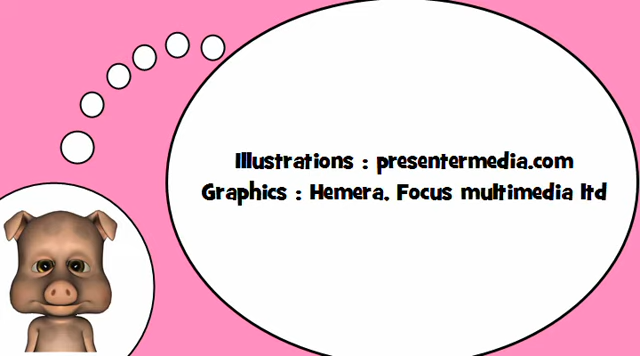 Illustrations : presentermedia.com
Graphics : Hemera. Focus multimedia ltd